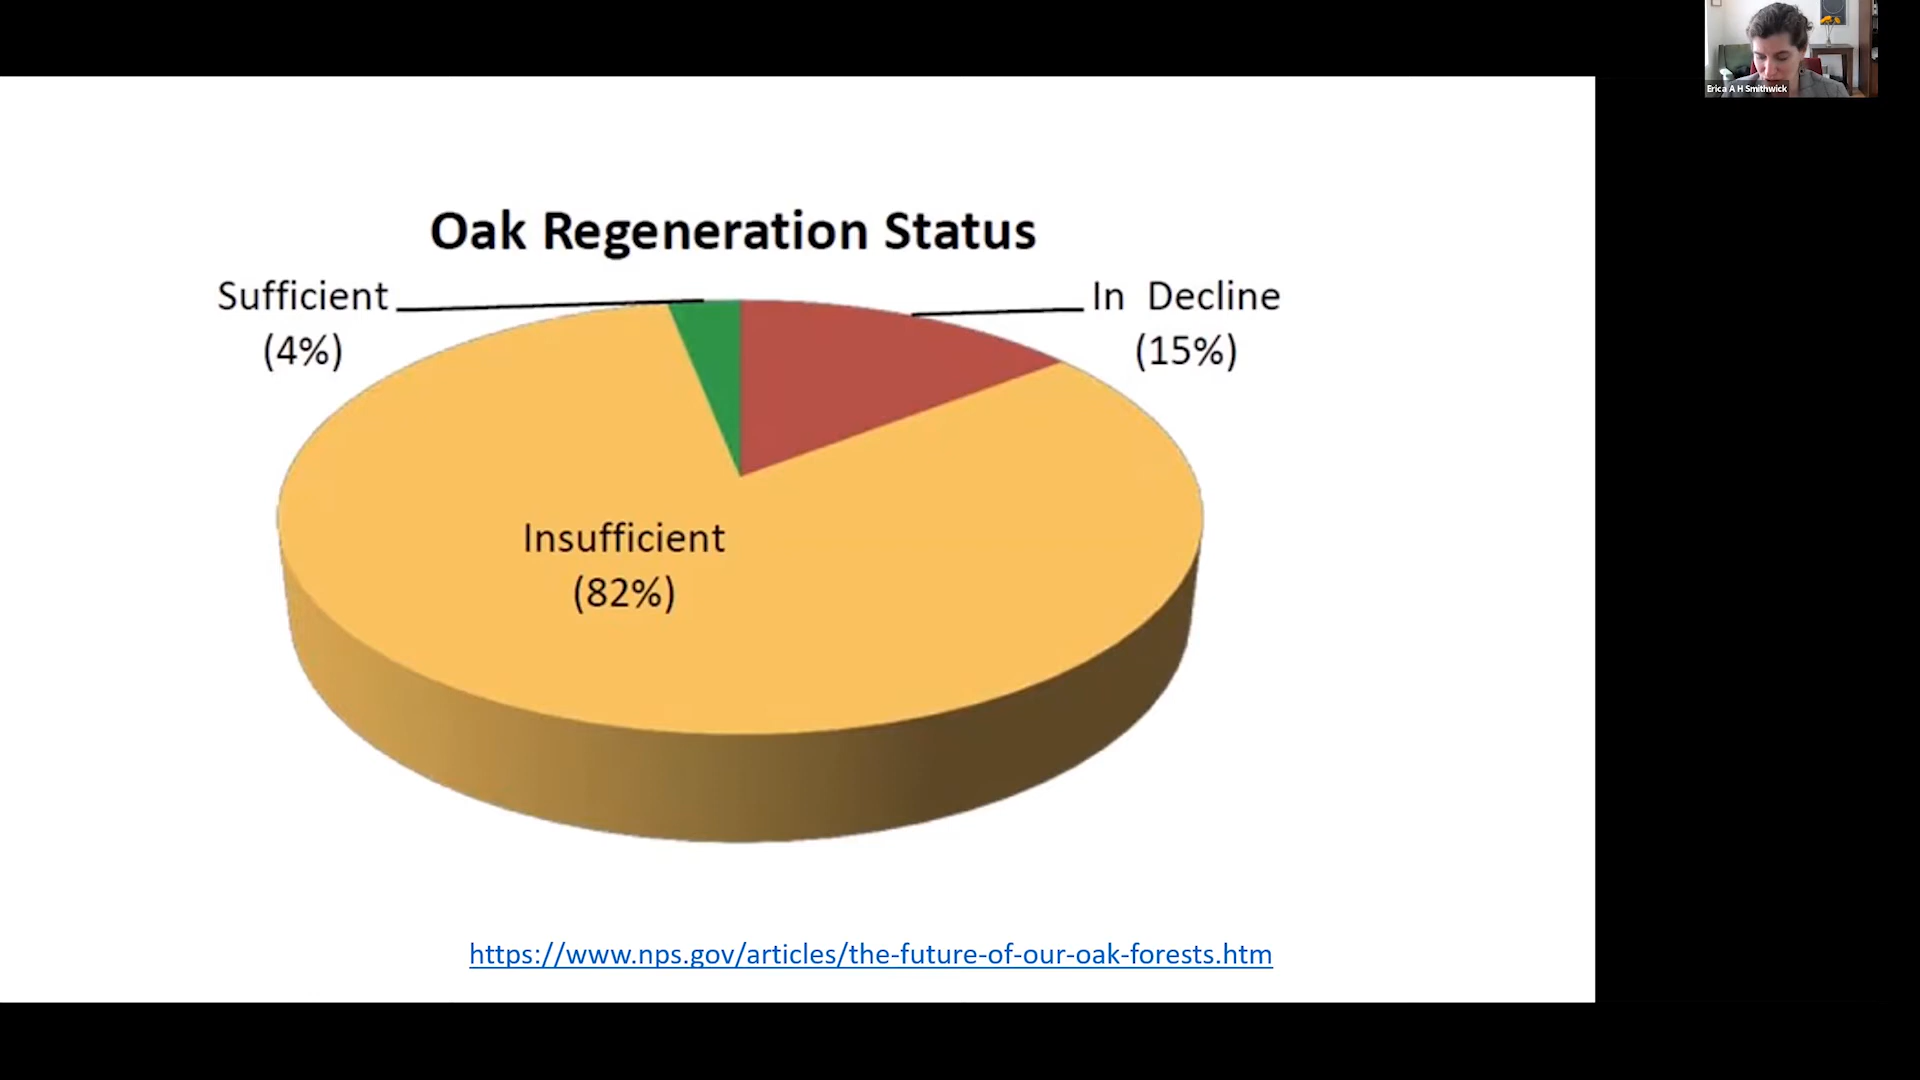 Erica A H Smithwick
Oak Regeneration Status
Sufficient
(4%)
In Decline
(15%)
Insufficient
(82%)
https://www.nps.gov/articles/the-future-of-our-oak-forests.htm